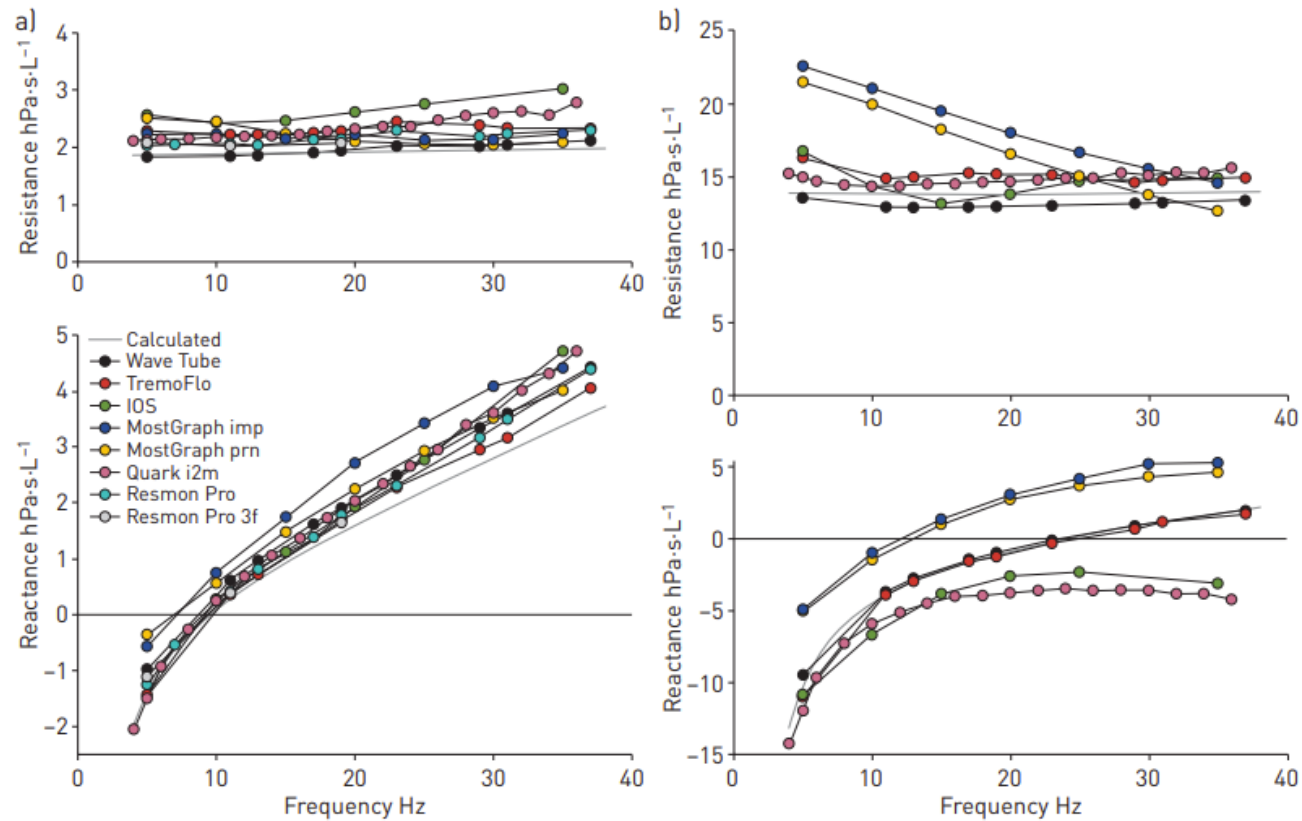 a)
Resistance hPa·s·L⁻¹
4
3
2
1
0
0 10 20 30 40
b)
Resistance hPa·s·L⁻¹
25
20
15
10
5
0
0 10 20 30 40
Reactance hPa·s·L⁻¹
5
4
3
2
1
0
−1
−2
Calculated
Wave Tube
TremoFlo
IOS
MostGraph imp
MostGraph prn
Quark i2m
Resmon Pro
Resmon Pro 3f
0 10 20 30 40
Frequency Hz
Reactance hPa·s·L⁻¹
5
0
−5
−10
−15
0 10 20 30 40
Frequency Hz